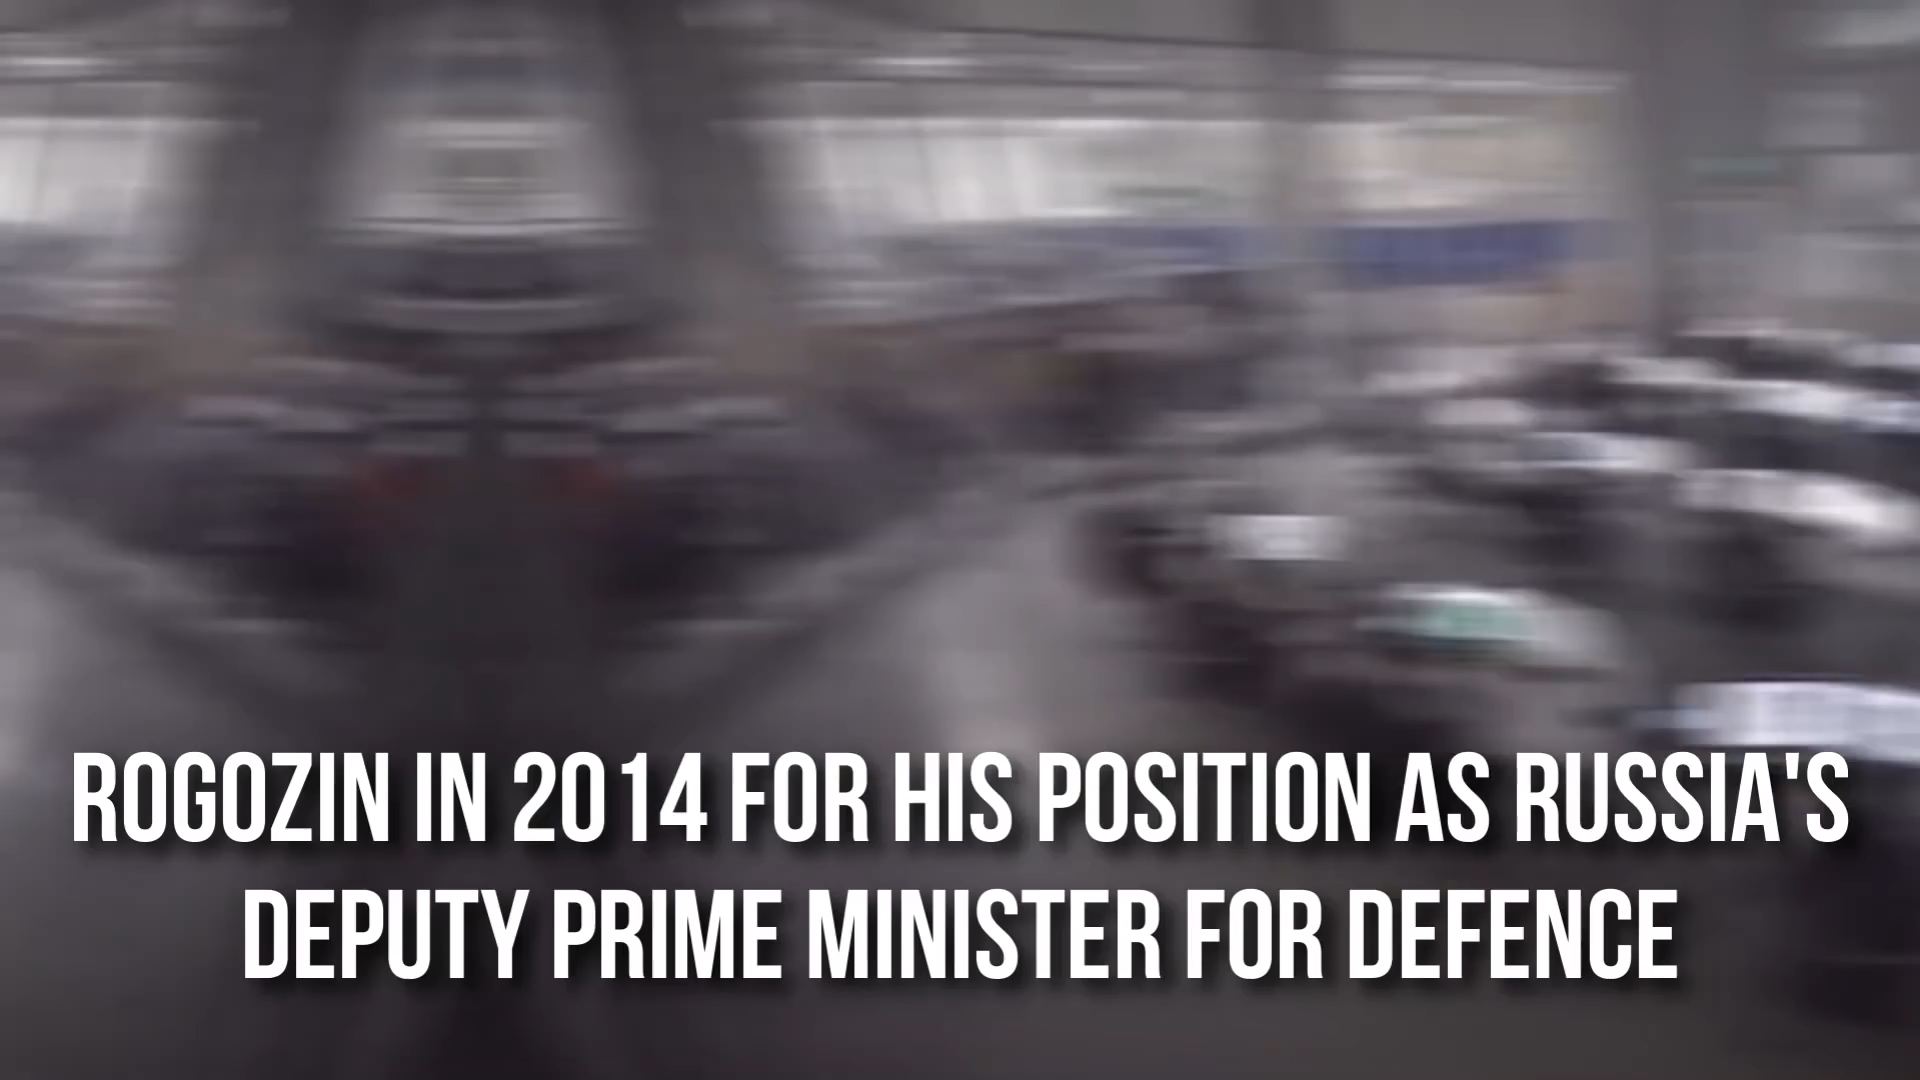 ROGOZIN IN 2014 FOR HIS POSITION AS RUSSIA'S
DEPUTY PRIME MINISTER FOR DEFENCE